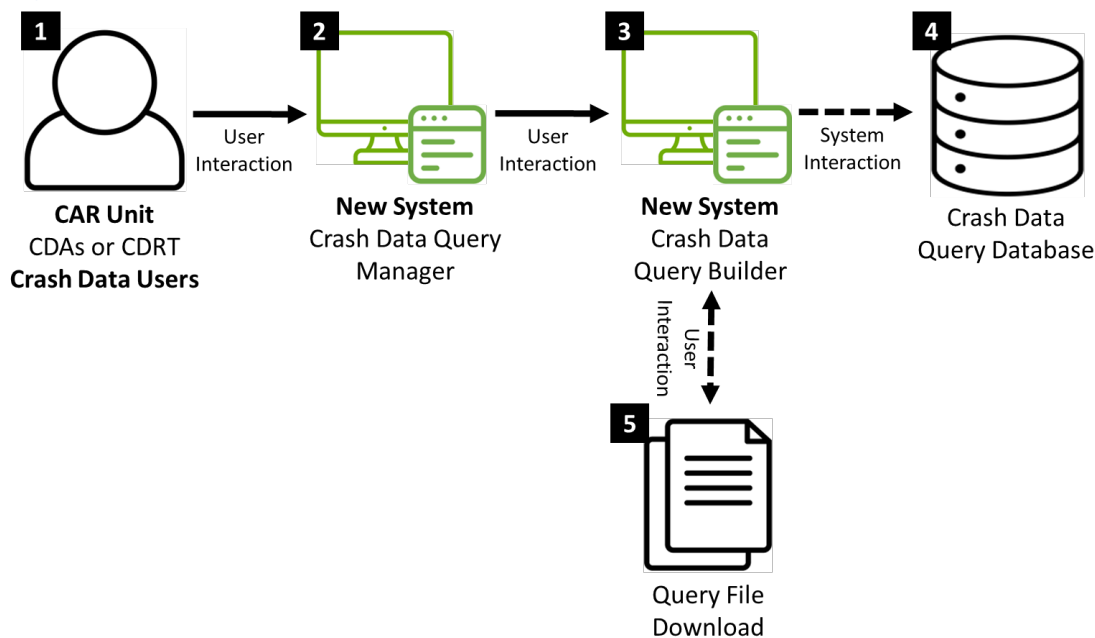 1
2
3
4
User
Interaction
User
Interaction
System
Interaction
CAR Unit
CDAs or CDRT
Crash Data Users
New System
Crash Data Query
Manager
New System
Crash Data
Query Builder
Crash Data
Query Database
User
Interaction
5
Query File
Download